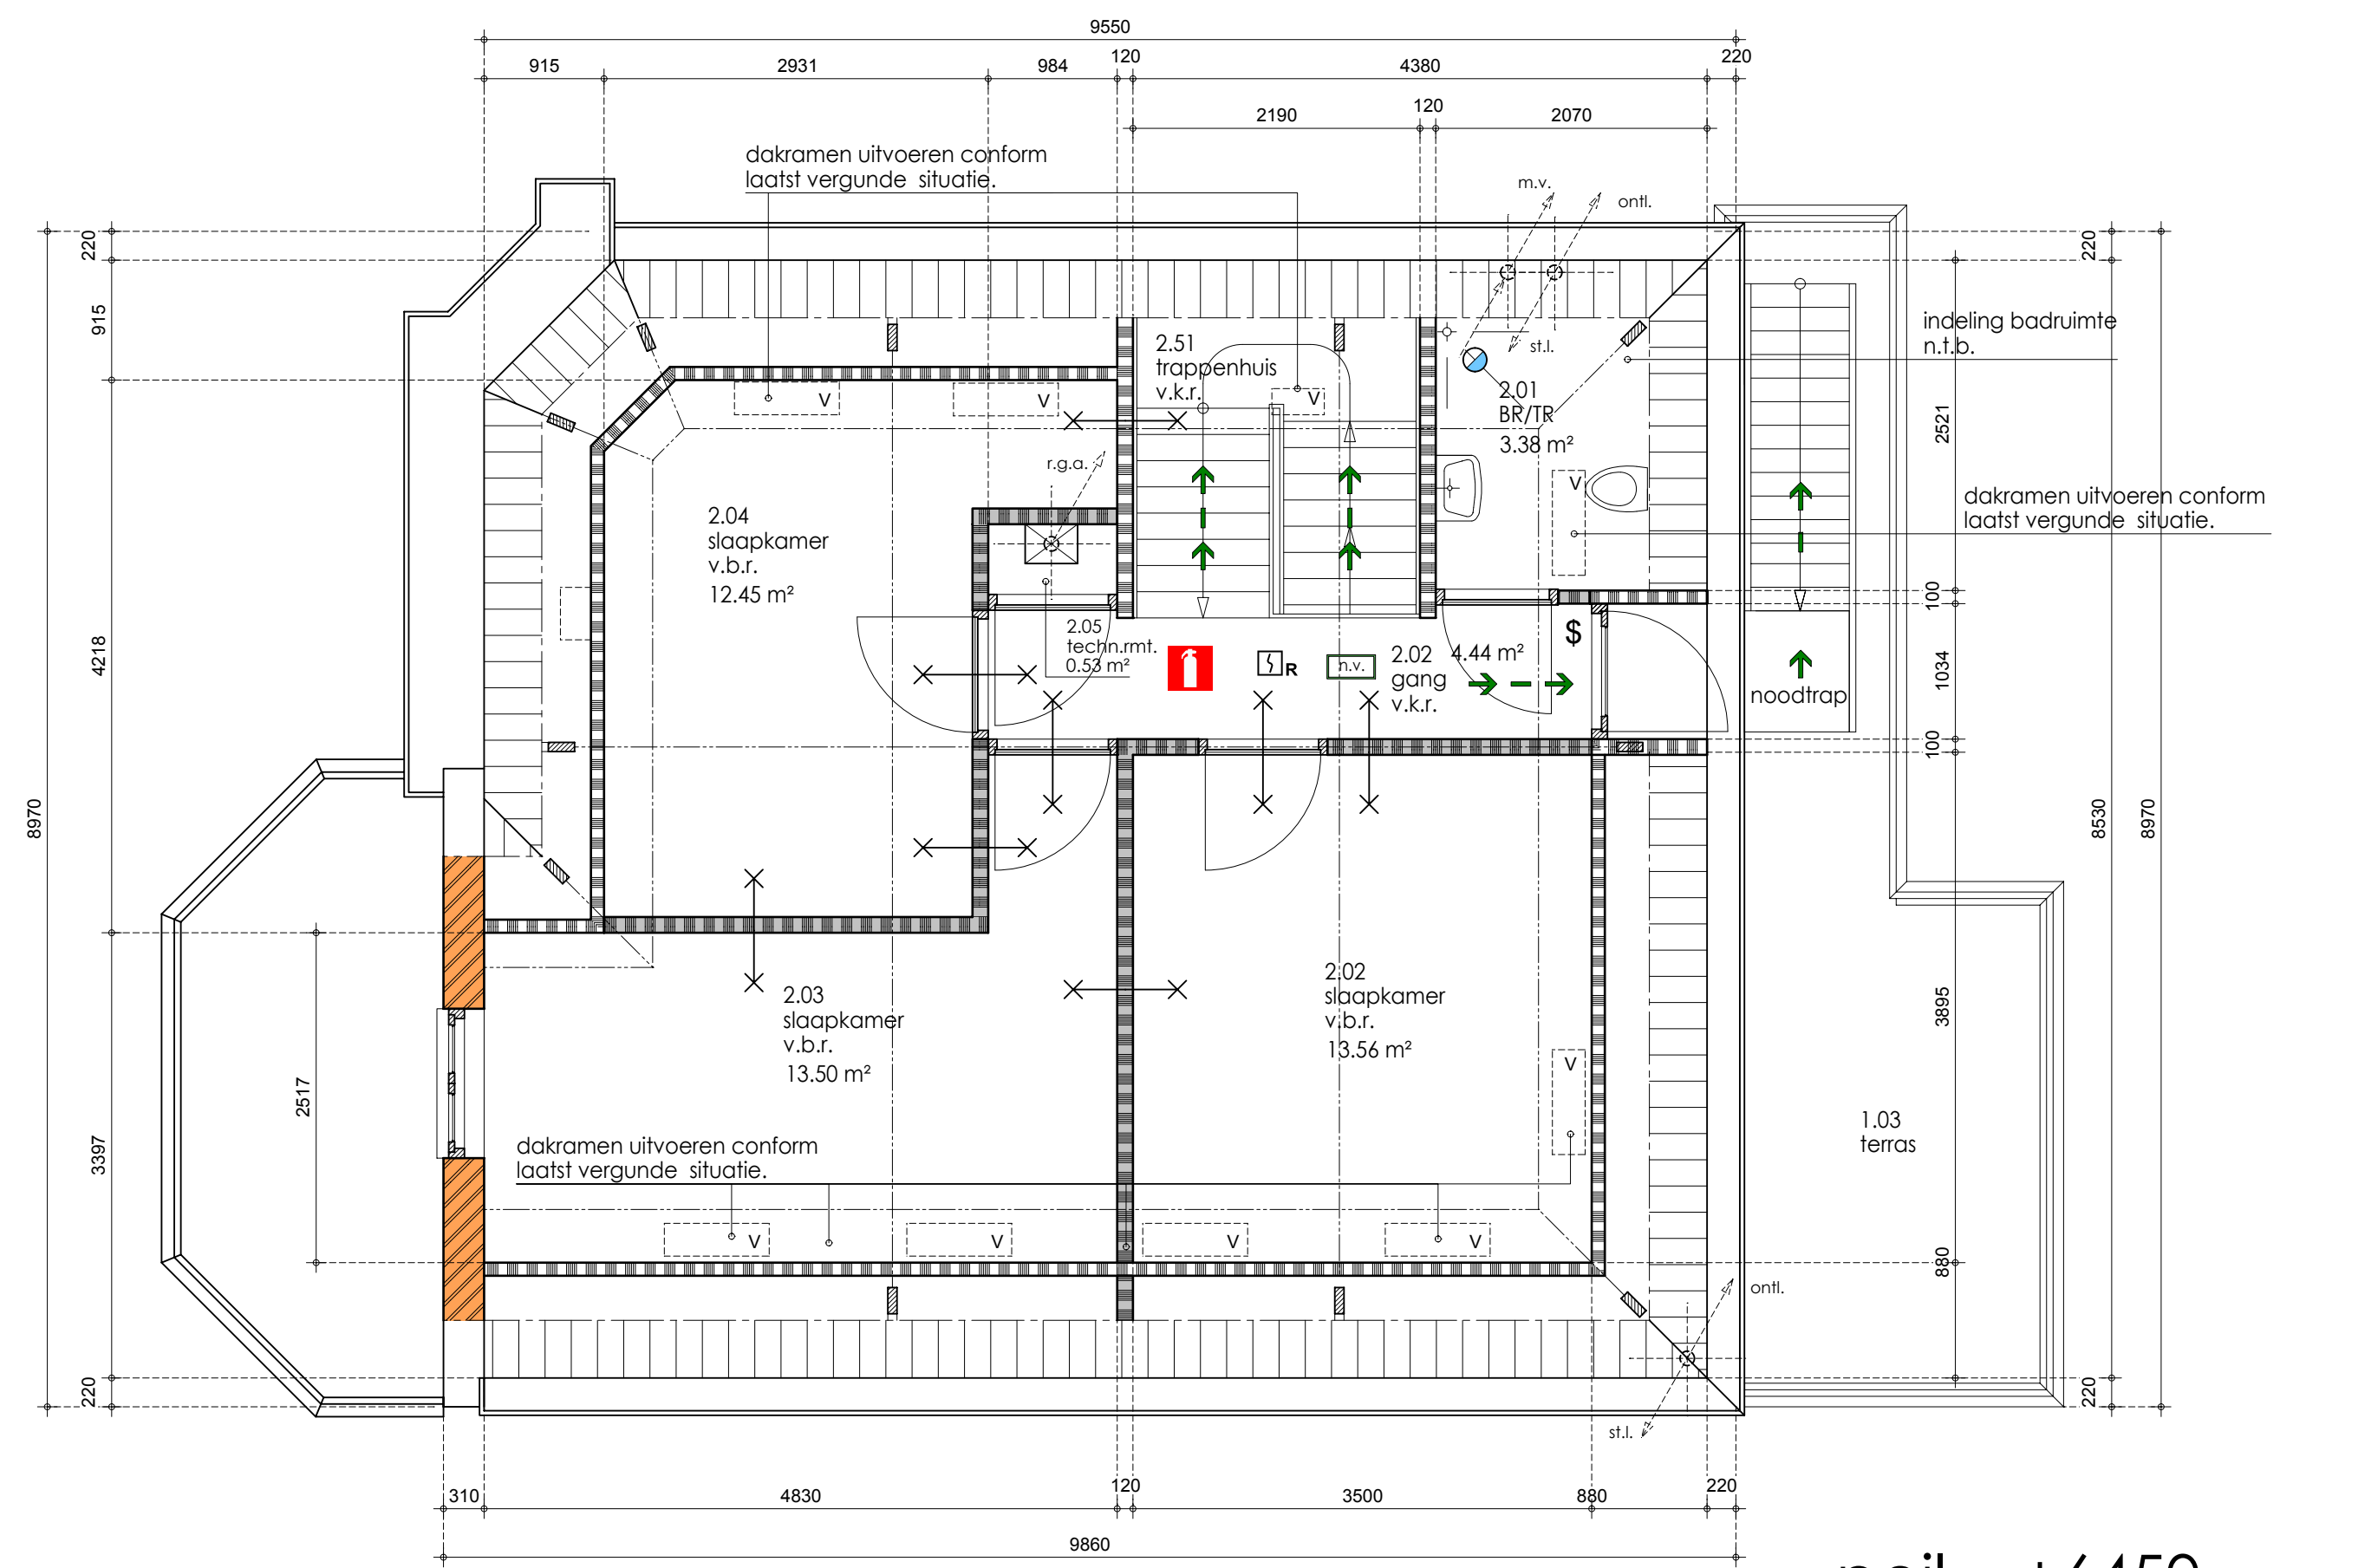 9550
915 2931 984 120 4380 220
2190 120 2070
dakramen uitvoeren conform
laatst vergunde situatie.
m.v.
ontl.
st.l.
220
915
4218
3397
220
8970
2517
220
8530
220
8970
2521
100
1034
100
3895
880
indeling badruimte
n.t.b.
dakramen uitvoeren conform
laatst vergunde situatie.
2.51
trappenhuis
v.k.r.
V
V
V
2.01
BR/TR
3.38 m²
V
r.g.a.
2.04
slaapkamer
v.b.r.
12.45 m²
2.05
techn.rmt.
0.53 m²
R
n.v.
2.02 4.44 m²
gang
v.k.r.
$
noodtrap
2.03
slaapkamer
v.b.r.
13.50 m²
2.02
slaapkamer
v.b.r.
13.56 m²
V
1.03
terras
dakramen uitvoeren conform
laatst vergunde situatie.
V
V
V
V
ontl.
st.l.
310 4830 120 3500 880 220
9860